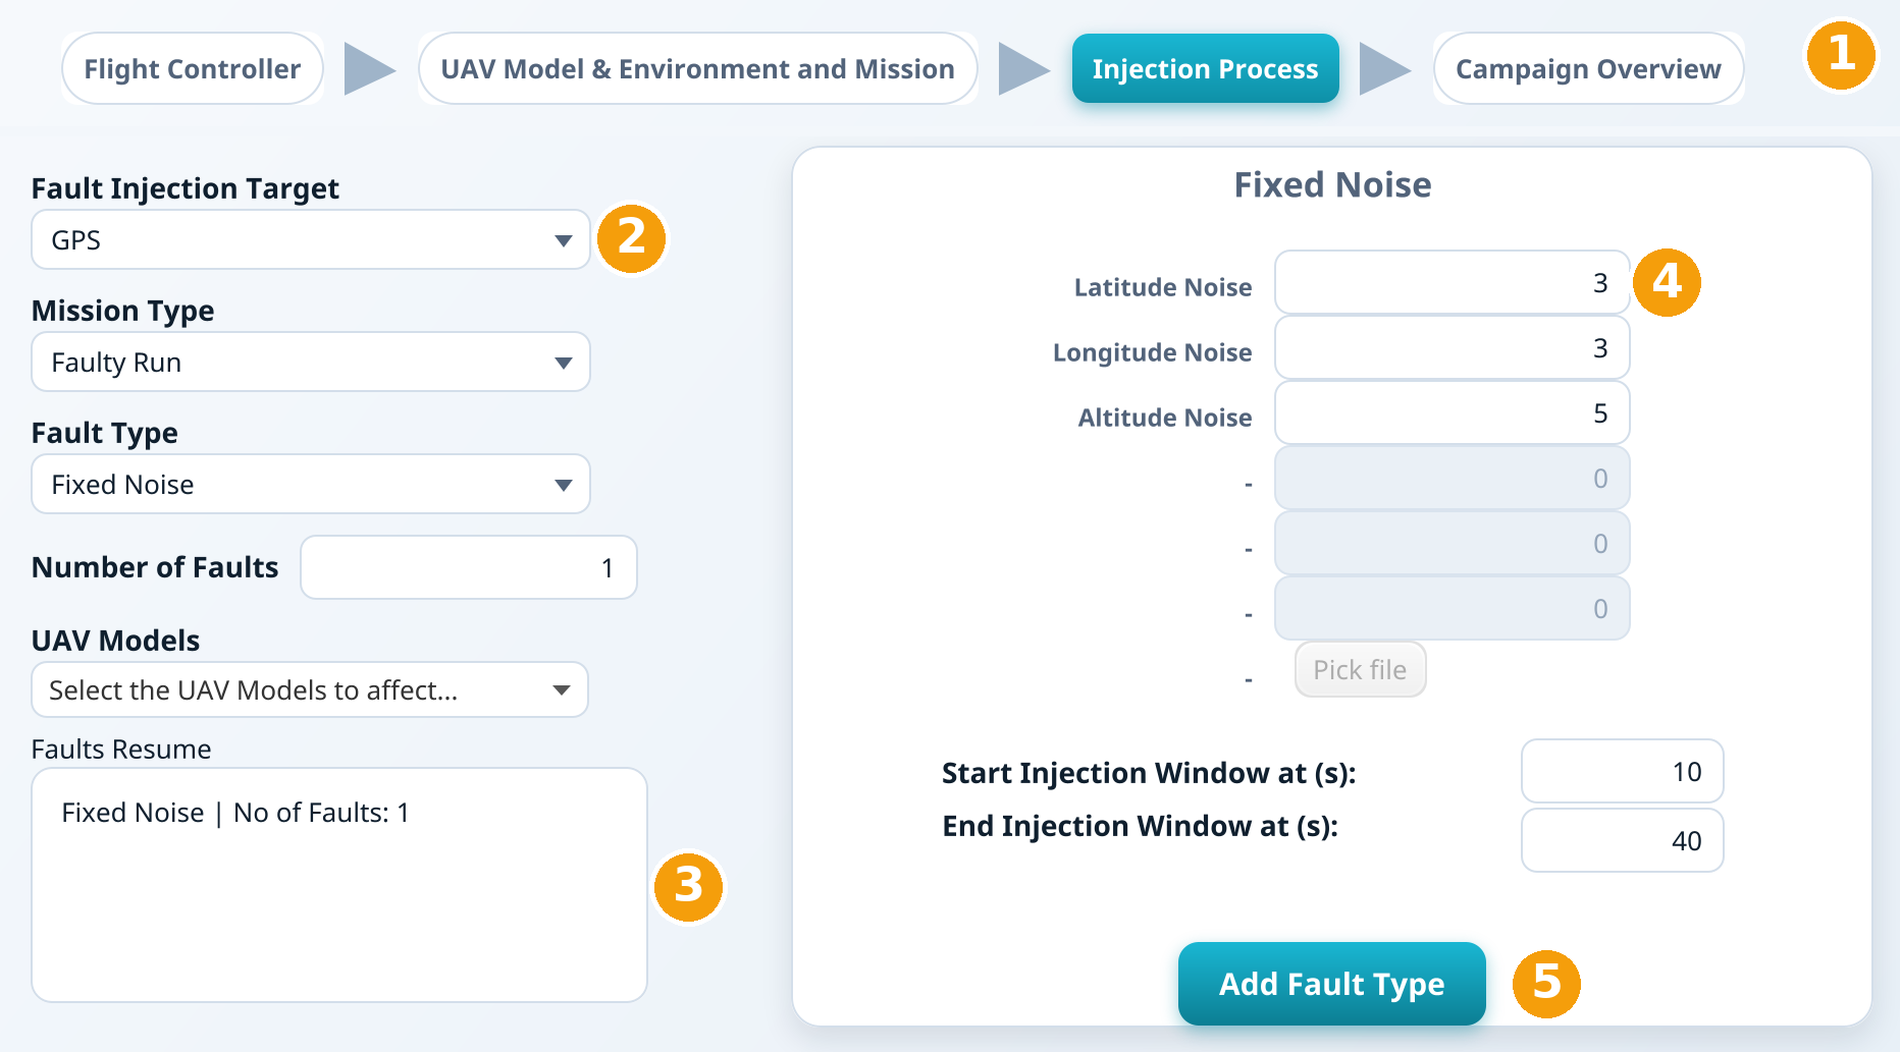 Flight Controller
UAV Model & Environment and Mission
Injection Process
Campaign Overview
1
Fault Injection Target
GPS
2
Mission Type
Faulty Run
Fault Type
Fixed Noise
Number of Faults 1
UAV Models
Select the UAV Models to affect...
Faults Resume
Fixed Noise | No of Faults: 1
3
Fixed Noise
Latitude Noise 3
4
Longitude Noise 3
Altitude Noise 5
- 0
- 0
- 0
- Pick file
Start Injection Window at (s): 10
End Injection Window at (s): 40
Add Fault Type
5